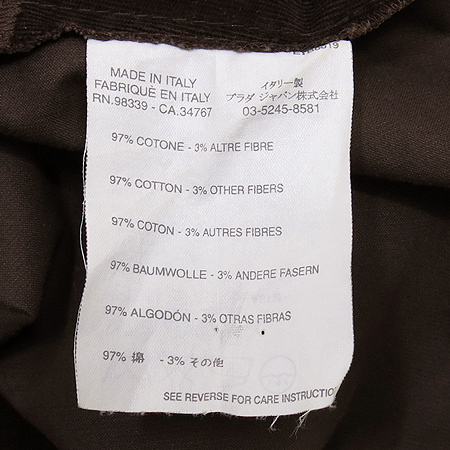 MADE IN ITALY
FABRIQUÈ EN ITALY
RN.98339 - CA.34767
イタリー製
プラダ ジャパン株式会社
03-5245-8581
97% COTONE - 3% ALTRE FIBRE
97% COTTON - 3% OTHER FIBERS
97% COTON - 3% AUTRES FIBRES
97% BAUMWOLLE - 3% ANDERE FASERN
97% ALGODÓN - 3% OTRAS FIBRAS
97% 綿 - 3% その他
SEE REVERSE FOR CARE INSTRUCTIO